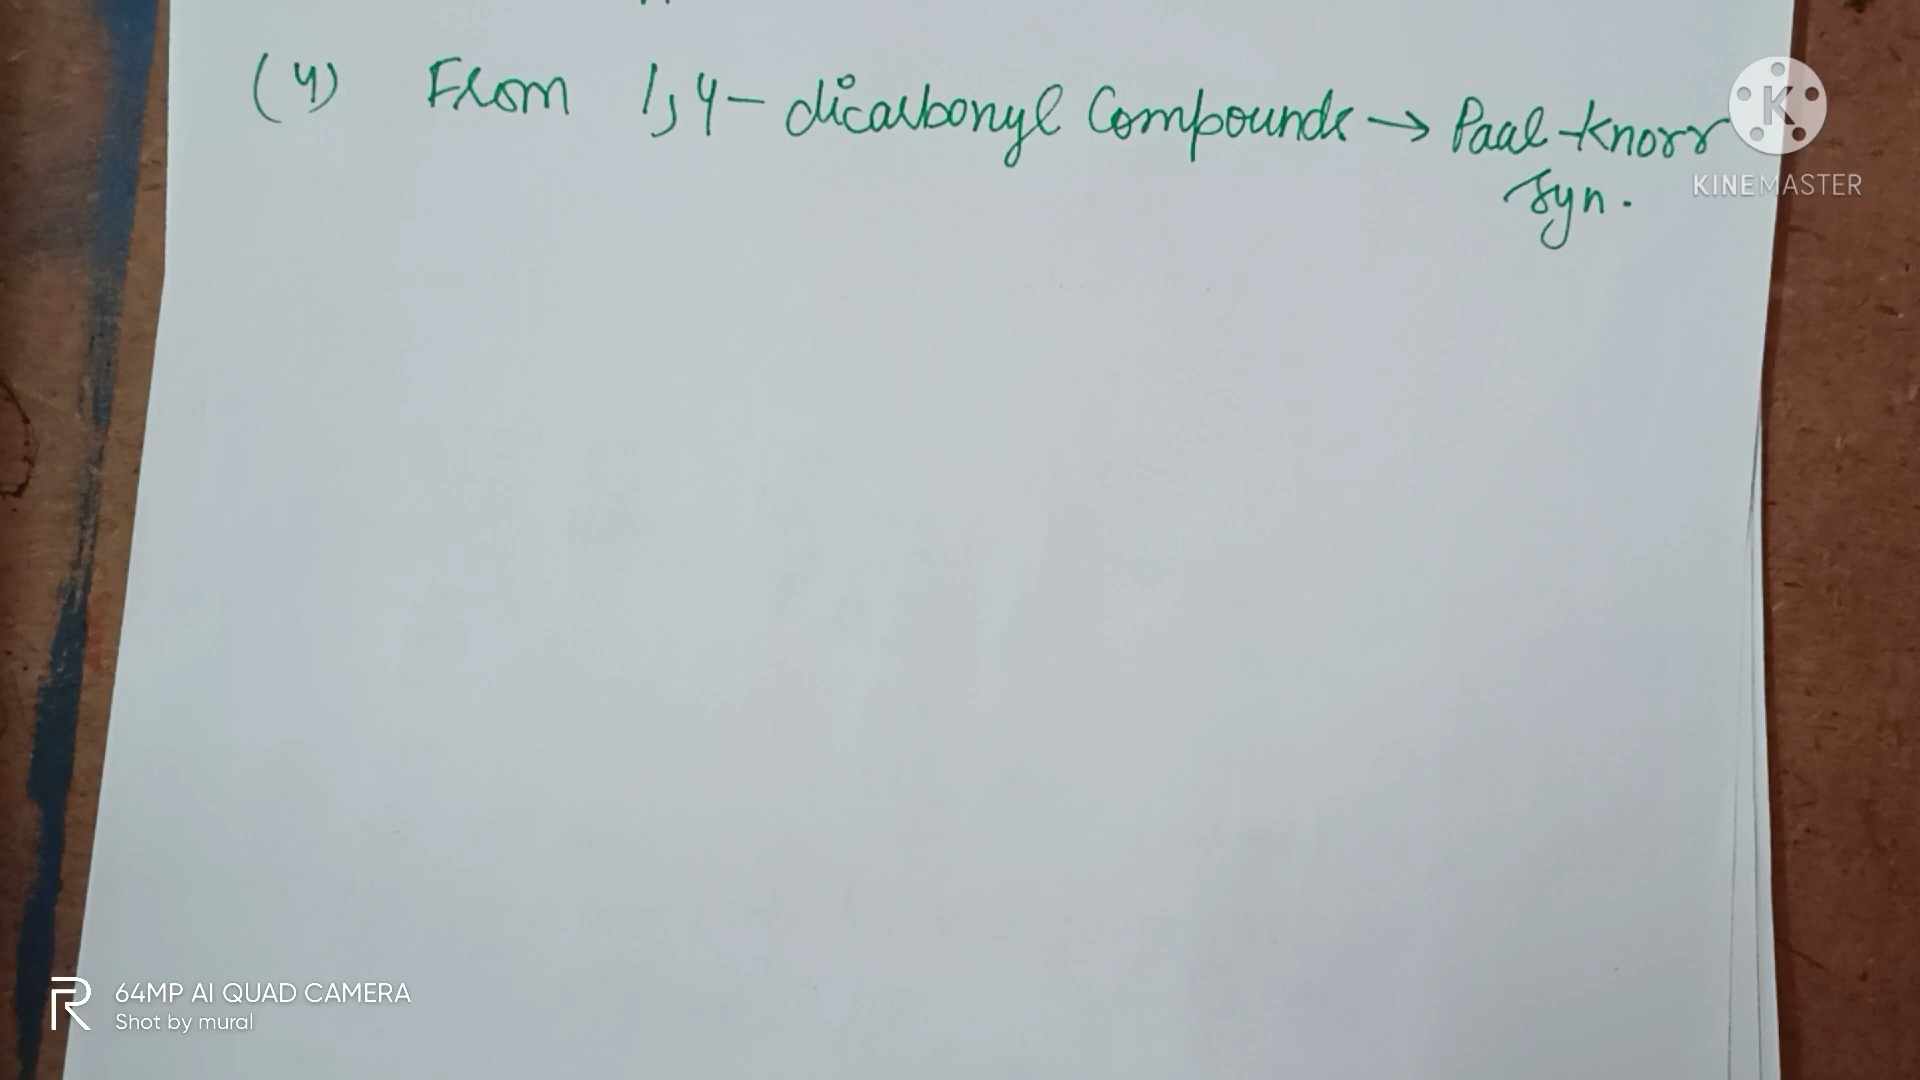 (4) From 1,4- dicarbonyl Compounds → Paal-Knorr
Syn.
K
KINEMASTER
64MP AI QUAD CAMERA
Shot by mural